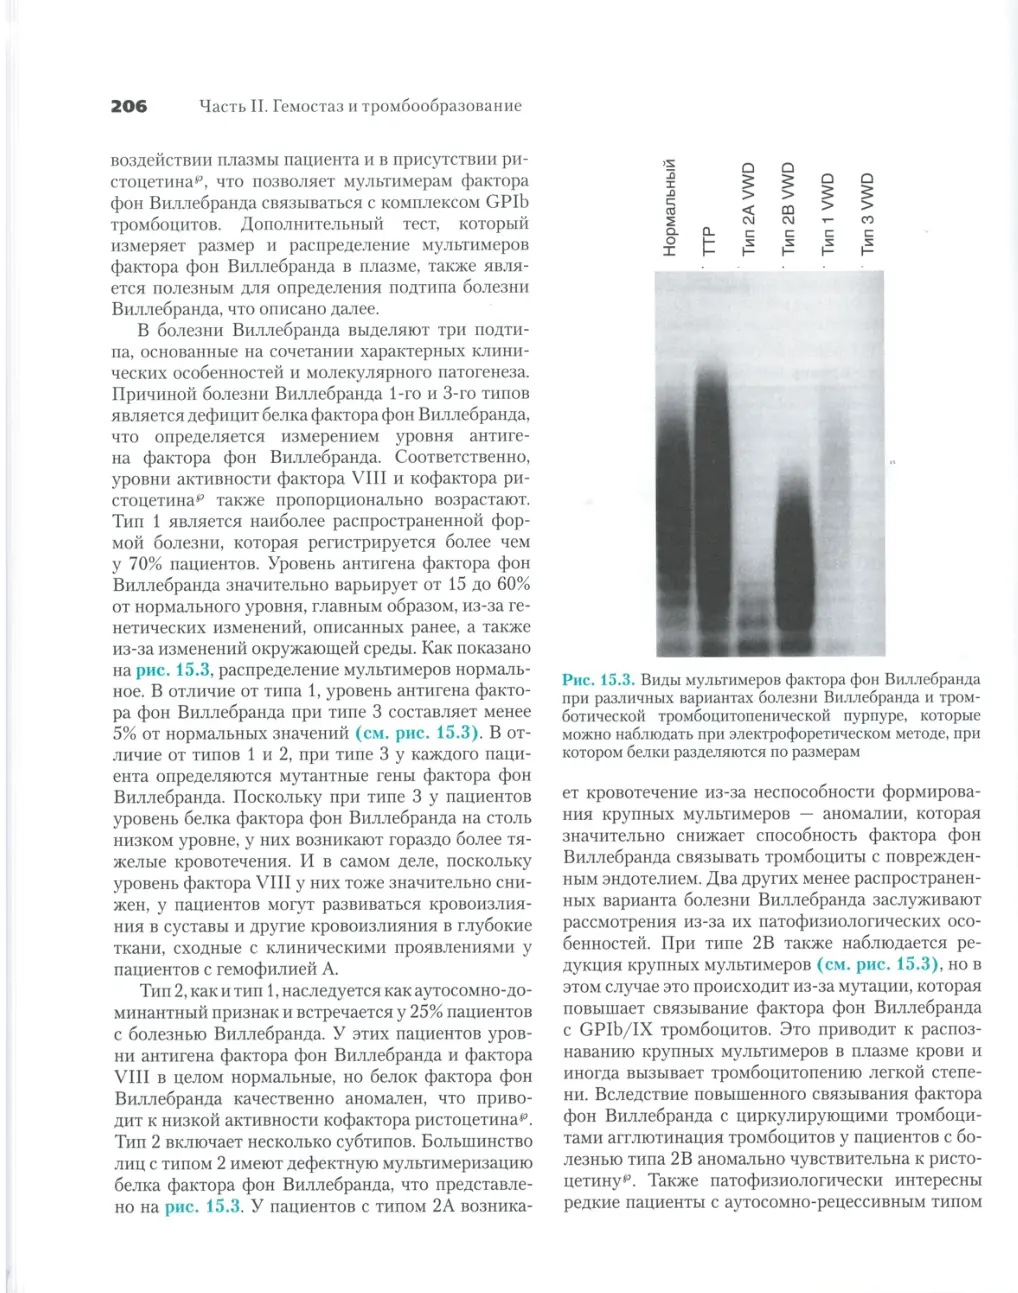 206 Часть II. Гемостаз и тромбообразование
воздействии плазмы пациента и в присутствии ри-
стоцетина℘, что позволяет мультимерам фактора
фон Виллебранда связываться с комплексом GPIb
тромбоцитов. Дополнительный тест, который
измеряет размер и распределение мультимеров
фактора фон Виллебранда в плазме, также явля-
ется полезным для определения подтипа болезни
Виллебранда, что описано далее.
В болезни Виллебранда выделяют три подти-
па, основанные на сочетании характерных клини-
ческих особенностей и молекулярного патогенеза.
Причиной болезни Виллебранда 1-го и 3-го типов
является дефицит белка фактора фон Виллебранда,
что определяется измерением уровня антиге-
на фактора фон Виллебранда. Соответственно,
уровни активности фактора VIII и кофактора ри-
стоцетина℘ также пропорционально возрастают.
Тип 1 является наиболее распространенной фор-
мой болезни, которая регистрируется более чем
у 70% пациентов. Уровень антигена фактора фон
Виллебранда значительно варьирует от 15 до 60%
от нормального уровня, главным образом, из-за ге-
нетических изменений, описанных ранее, а также
из-за изменений окружающей среды. Как показано
на рис. 15.3, распределение мультимеров нормаль-
ное. В отличие от типа 1, уровень антигена факто-
ра фон Виллебранда при типе 3 составляет менее
5% от нормальных значений (см. рис. 15.3). В от-
личие от типов 1 и 2, при типе 3 у каждого паци-
ента определяются мутантные гены фактора фон
Виллебранда. Поскольку при типе 3 у пациентов
уровень белка фактора фон Виллебранда на столь
низком уровне, у них возникают гораздо более тя-
желые кровотечения. И в самом деле, поскольку
уровень фактора VIII у них тоже значительно сни-
жен, у пациентов могут развиваться кровоизлия-
ния в суставы и другие кровоизлияния в глубокие
ткани, сходные с клиническими проявлениями у
пациентов с гемофилией А.
Тип 2, как и тип 1, наследуется как аутосомно-до-
минантный признак и встречается у 25% пациентов
с болезнью Виллебранда. У этих пациентов уров-
ни антигена фактора фон Виллебранда и фактора
VIII в целом нормальные, но белок фактора фон
Виллебранда качественно аномален, что приво-
дит к низкой активности кофактора ристоцетина℘.
Тип 2 включает несколько субтипов. Большинство
лиц с типом 2 имеют дефектную мультимеризацию
белка фактора фон Виллебранда, что представле-
но на рис. 15.3. У пациентов с типом 2А возника-
Нормальный
TTP
Тип 2A VWD
Тип 2B VWD
Тип 1 VWD
Тип 3 VWD
Рис. 15.3. Виды мультимеров фактора фон Виллебранда
при различных вариантах болезни Виллебранда и тром-
ботической тромбоцитопенической пурпуре, которые
можно наблюдать при электрофоретическом методе, при
котором белки разделяются по размерам
ет кровотечение из-за неспособности формирова-
ния крупных мультимеров — аномалии, которая
значительно снижает способность фактора фон
Виллебранда связывать тромбоциты с поврежден-
ным эндотелием. Два других менее распространен-
ных варианта болезни Виллебранда заслуживают
рассмотрения из-за их патофизиологических осо-
бенностей. При типе 2В также наблюдается ре-
дукция крупных мультимеров (см. рис. 15.3), но в
этом случае это происходит из-за мутации, которая
повышает связывание фактора фон Виллебранда
с GPIb/IX тромбоцитов. Это приводит к распоз-
наванию крупных мультимеров в плазме крови и
иногда вызывает тромбоцитопению легкой степе-
ни. Вследствие повышенного связывания фактора
фон Виллебранда с циркулирующими тромбоци-
тами агглютинация тромбоцитов у пациентов с бо-
лезнью типа 2В аномально чувствительна к ристо-
цетину℘. Также патофизиологически интересны
редкие пациенты с аутосомно-рецессивным типом